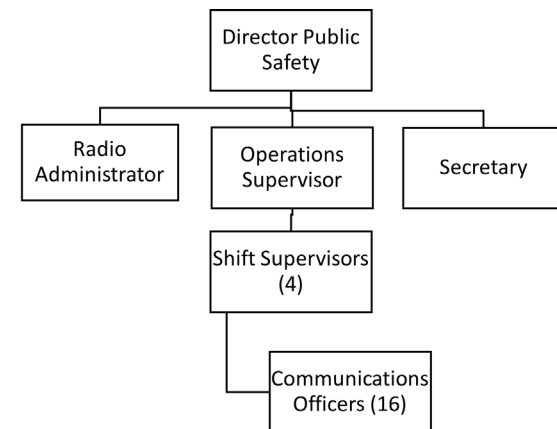 Director Public
Safety
Radio
Administrator
Operations
Supervisor
Secretary
Shift Supervisors
(4)
Communications
Officers (16)